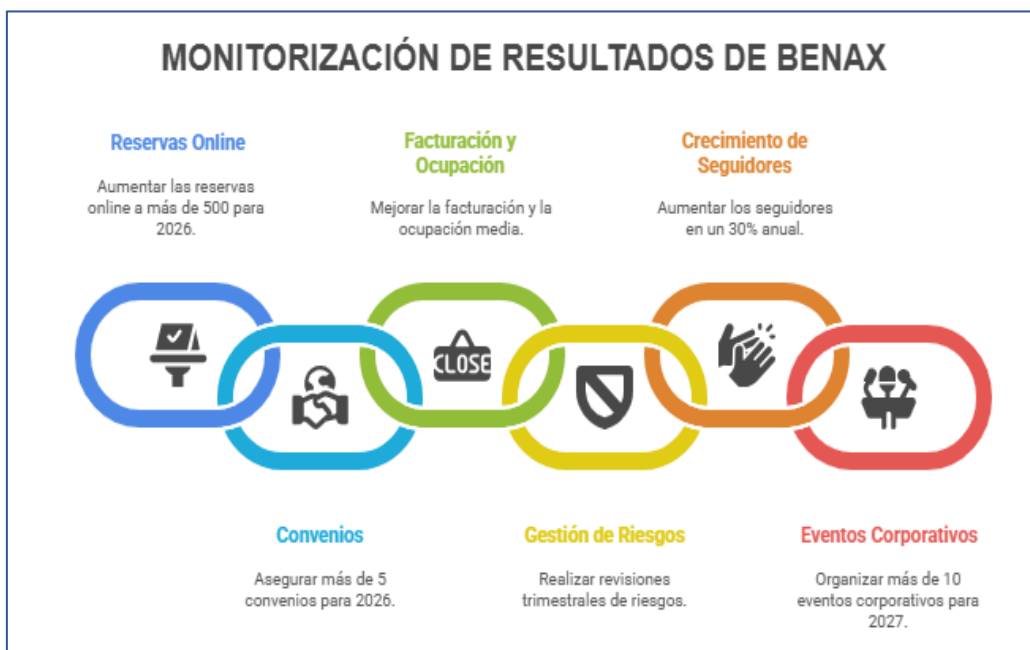 MONITORIZACIÓN DE RESULTADOS DE BENAX
Reservas Online
Aumentar las reservas
online a más de 500 para
2026.
Facturación y
Ocupación
Mejorar la facturación y la
ocupación media.
Crecimiento de
Seguidores
Aumentar los seguidores
en un 30% anual.
CLOSE
Convenios
Asegurar más de 5
convenios para 2026.
Gestión de Riesgos
Realizar revisiones
trimestrales de riesgos.
Eventos Corporativos
Organizar más de 10
eventos corporativos para
2027.